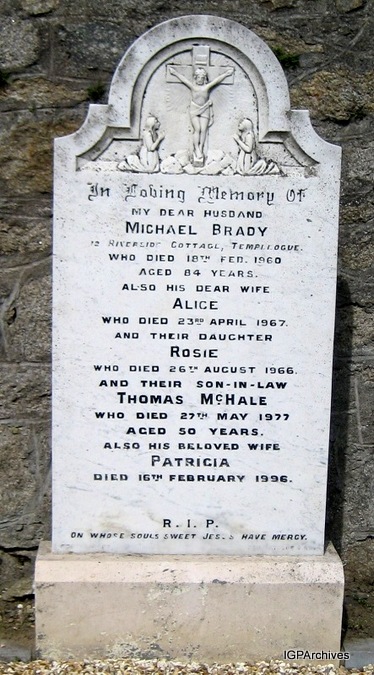 In Loving Memory Of
MY DEAR HUSBAND
MICHAEL BRADY
12 RIVERSIDE COTTAGE, TEMPLEOGUE.
WHO DIED 18TH FEB. 1960
AGED 84 YEARS.
ALSO HIS DEAR WIFE
ALICE
WHO DIED 23RD APRIL 1967.
AND THEIR DAUGHTER
ROSIE
WHO DIED 26TH AUGUST 1966.
AND THEIR SON-IN-LAW
THOMAS MCHALE
WHO DIED 27TH MAY 1977
AGED 50 YEARS.
ALSO HIS BELOVED WIFE
PATRICIA
DIED 16TH FEBRUARY 1996.
R. I. P.
ON WHOSE SOULS SWEET JESUS HAVE MERCY.
IGPArchives